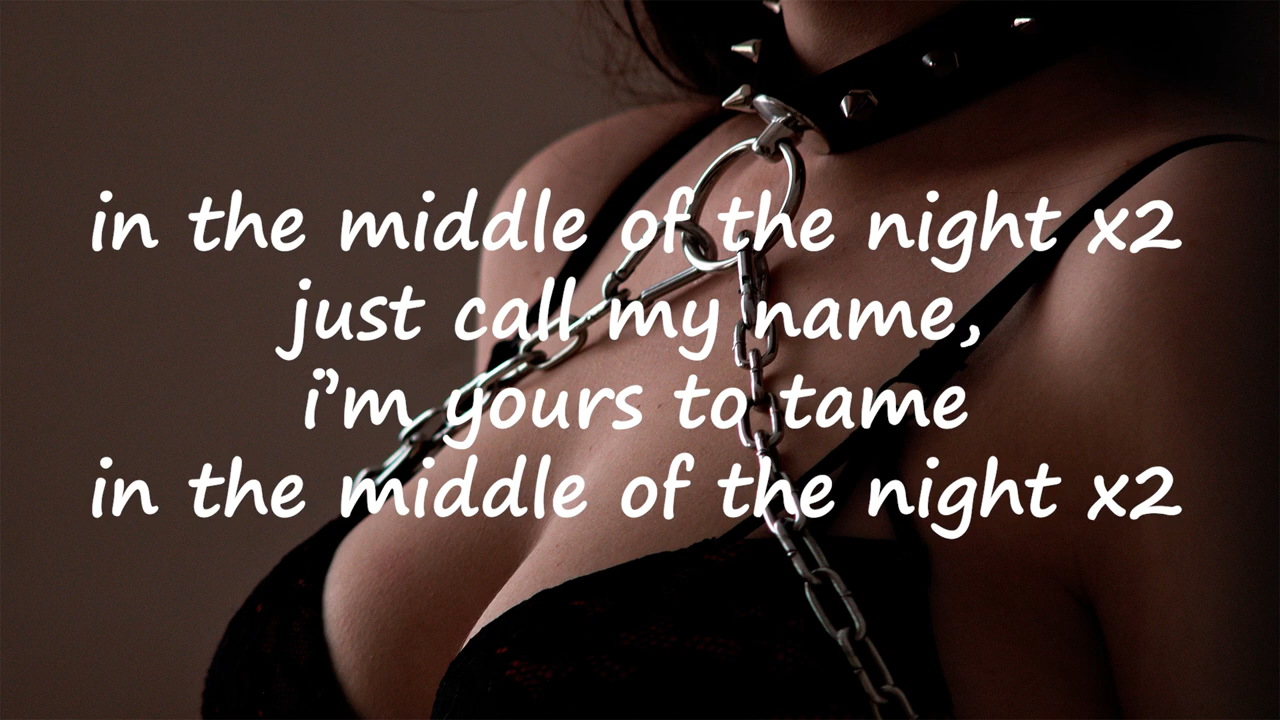 in the middle of the night x2
just call my name,
i'm yours to tame
in the middle of the night x2